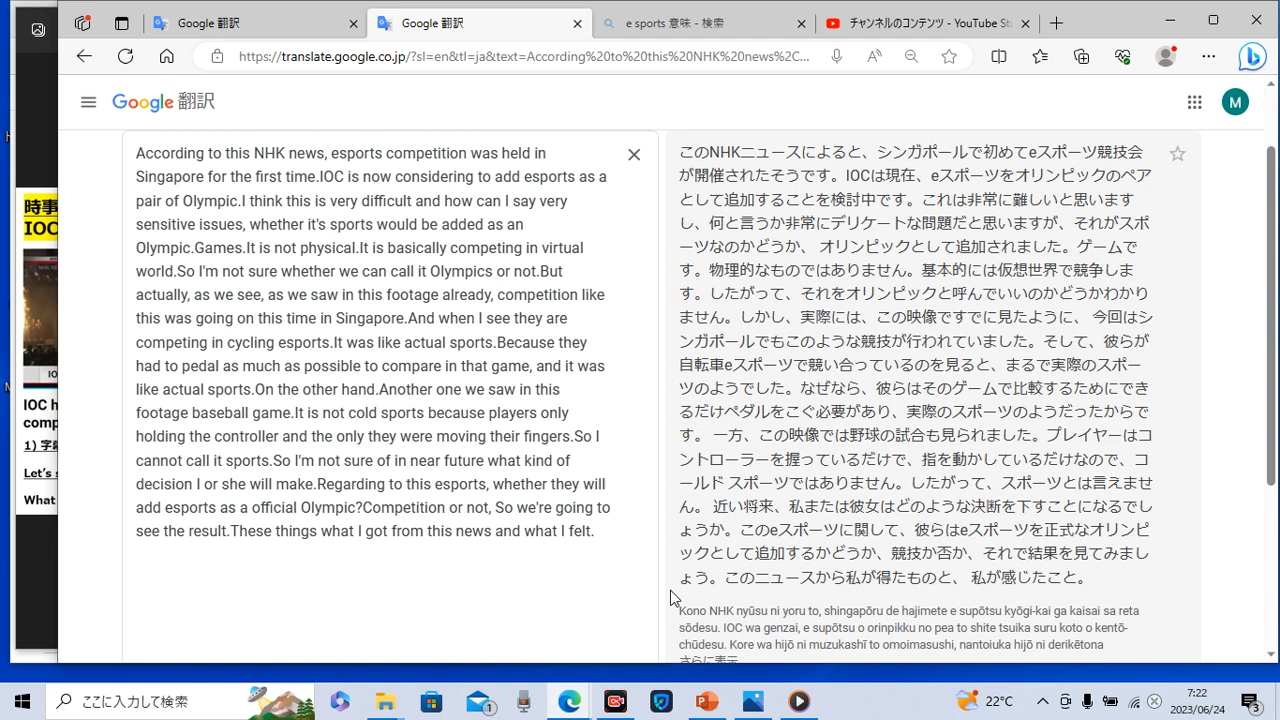 Google 翻訳
Google 翻訳
e sports 意味 - 検索
チャンネルのコンテンツ - YouTube Stu
https://translate.google.co.jp/?sl=en&tl=ja&text=According%20to%20this%20NHK%20news%2C...
Google 翻訳
M
According to this NHK news, esports competition was held in
Singapore for the first time.IOC is now considering to add esports as a
pair of Olympic.I think this is very difficult and how can I say very
sensitive issues, whether it's sports would be added as an
Olympic.Games.It is not physical.It is basically competing in virtual
world.So I'm not sure whether we can call it Olympics or not.But
actually, as we see, as we saw in this footage already, competition like
this was going on this time in Singapore.And when I see they are
competing in cycling esports.It was like actual sports.Because they
had to pedal as much as possible to compare in that game, and it was
like actual sports.On the other hand.Another one we saw in this
footage baseball game.It is not cold sports because players only
holding the controller and the only they were moving their fingers.So I
cannot call it sports.So I'm not sure of in near future what kind of
decision I or she will make.Regarding to this esports, whether they will
add esports as a official Olympic?Competition or not, So we're going to
see the result.These things what I got from this news and what I felt.
このNHKニュースによると、シンガポールで初めてeスポーツ競技会
が開催されたそうです。IOCは現在、eスポーツをオリンピックのペア
として追加することを検討中です。これは非常に難しいと思います
し、何と言うか非常にデリケートな問題だと思いますが、それがスポ
ーツなのかどうか、 オリンピックとして追加されました。ゲームで
す。物理的なものではありません。基本的には仮想世界で競争しま
す。したがって、それをオリンピックと呼んでいいのかどうかわかり
ません。しかし、実際には、この映像ですでに見たように、 今回はシ
ンガポールでもこのような競技が行われていました。そして、彼らが
自転車eスポーツで競い合っているのを見ると、まるで実際のスポー
ツのようでした。なぜなら、彼らはそのゲームで比較するためにでき
るだけペダルをこぐ必要があり、実際のスポーツのようだったからで
す。 一方、この映像では野球の試合も見られました。プレイヤーはコ
ントローラーを握っているだけで、指を動かしているだけなので、コ
ールド スポーツではありません。したがって、スポーツとは言えませ
ん。 近い将来、私または彼女はどのような決断を下すことになるでし
ょうか。このeスポーツに関して、彼らはeスポーツを正式なオリンピ
ックとして追加するかどうか、競技か否か、それで結果を見てみまし
ょう。このニュースから私が得たものと、 私が感じたこと。
Kono NHK nyūsu ni yoru to, shingapōru de hajimete e supōtsu kyōgi-kai ga kaisai sa reta
sōdesu. IOC wa genzai, e supōtsu o orinpikku no pea to shite tsuika suru koto o kentō-
chūdesu. Kore wa hijō ni muzukashī to omoimasushi, nantoiuka hijō ni derikētona
さらに表示
時事
IOC
IOC h
comp
1) 字幕
Let's s
What
ここに入力して検索
1
22°C
7:22
2023/06/24
3